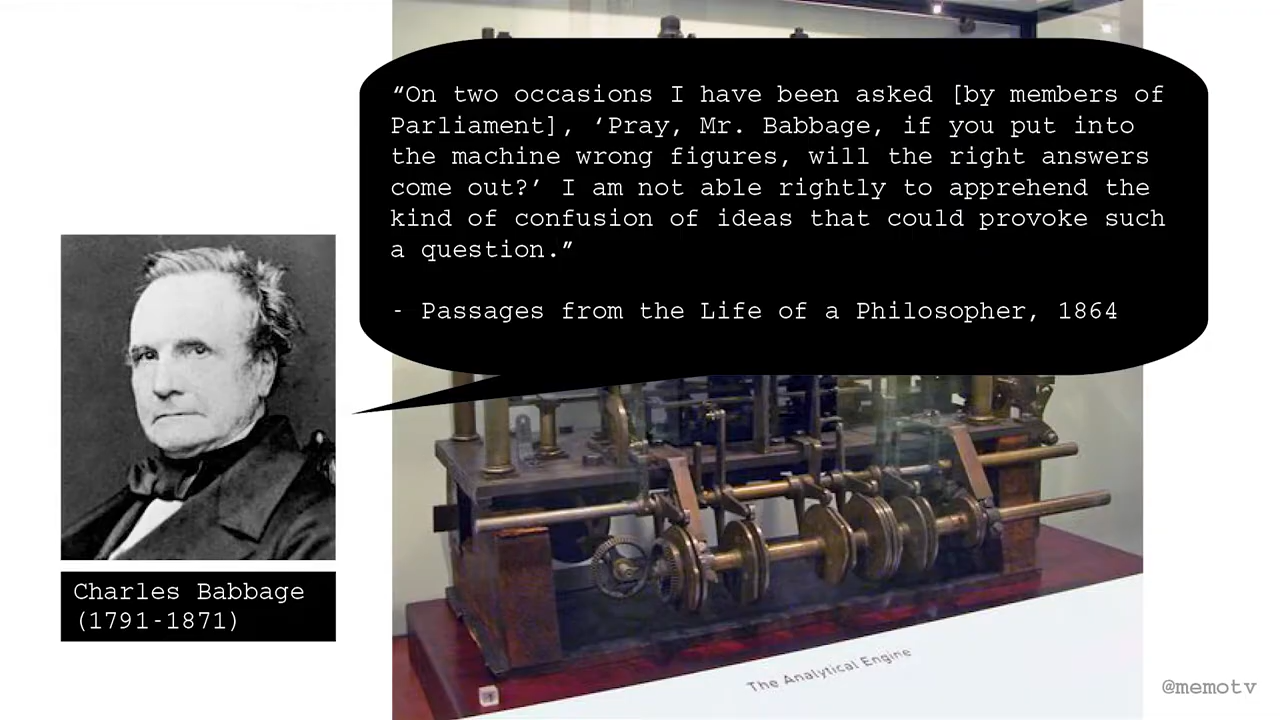 “On two occasions I have been asked [by members of
Parliament], ‘Pray, Mr. Babbage, if you put into
the machine wrong figures, will the right answers
come out?’ I am not able rightly to apprehend the
kind of confusion of ideas that could provoke such
a question.”
- Passages from the Life of a Philosopher, 1864
Charles Babbage
(1791-1871)
The Analytical Engine
@memotv